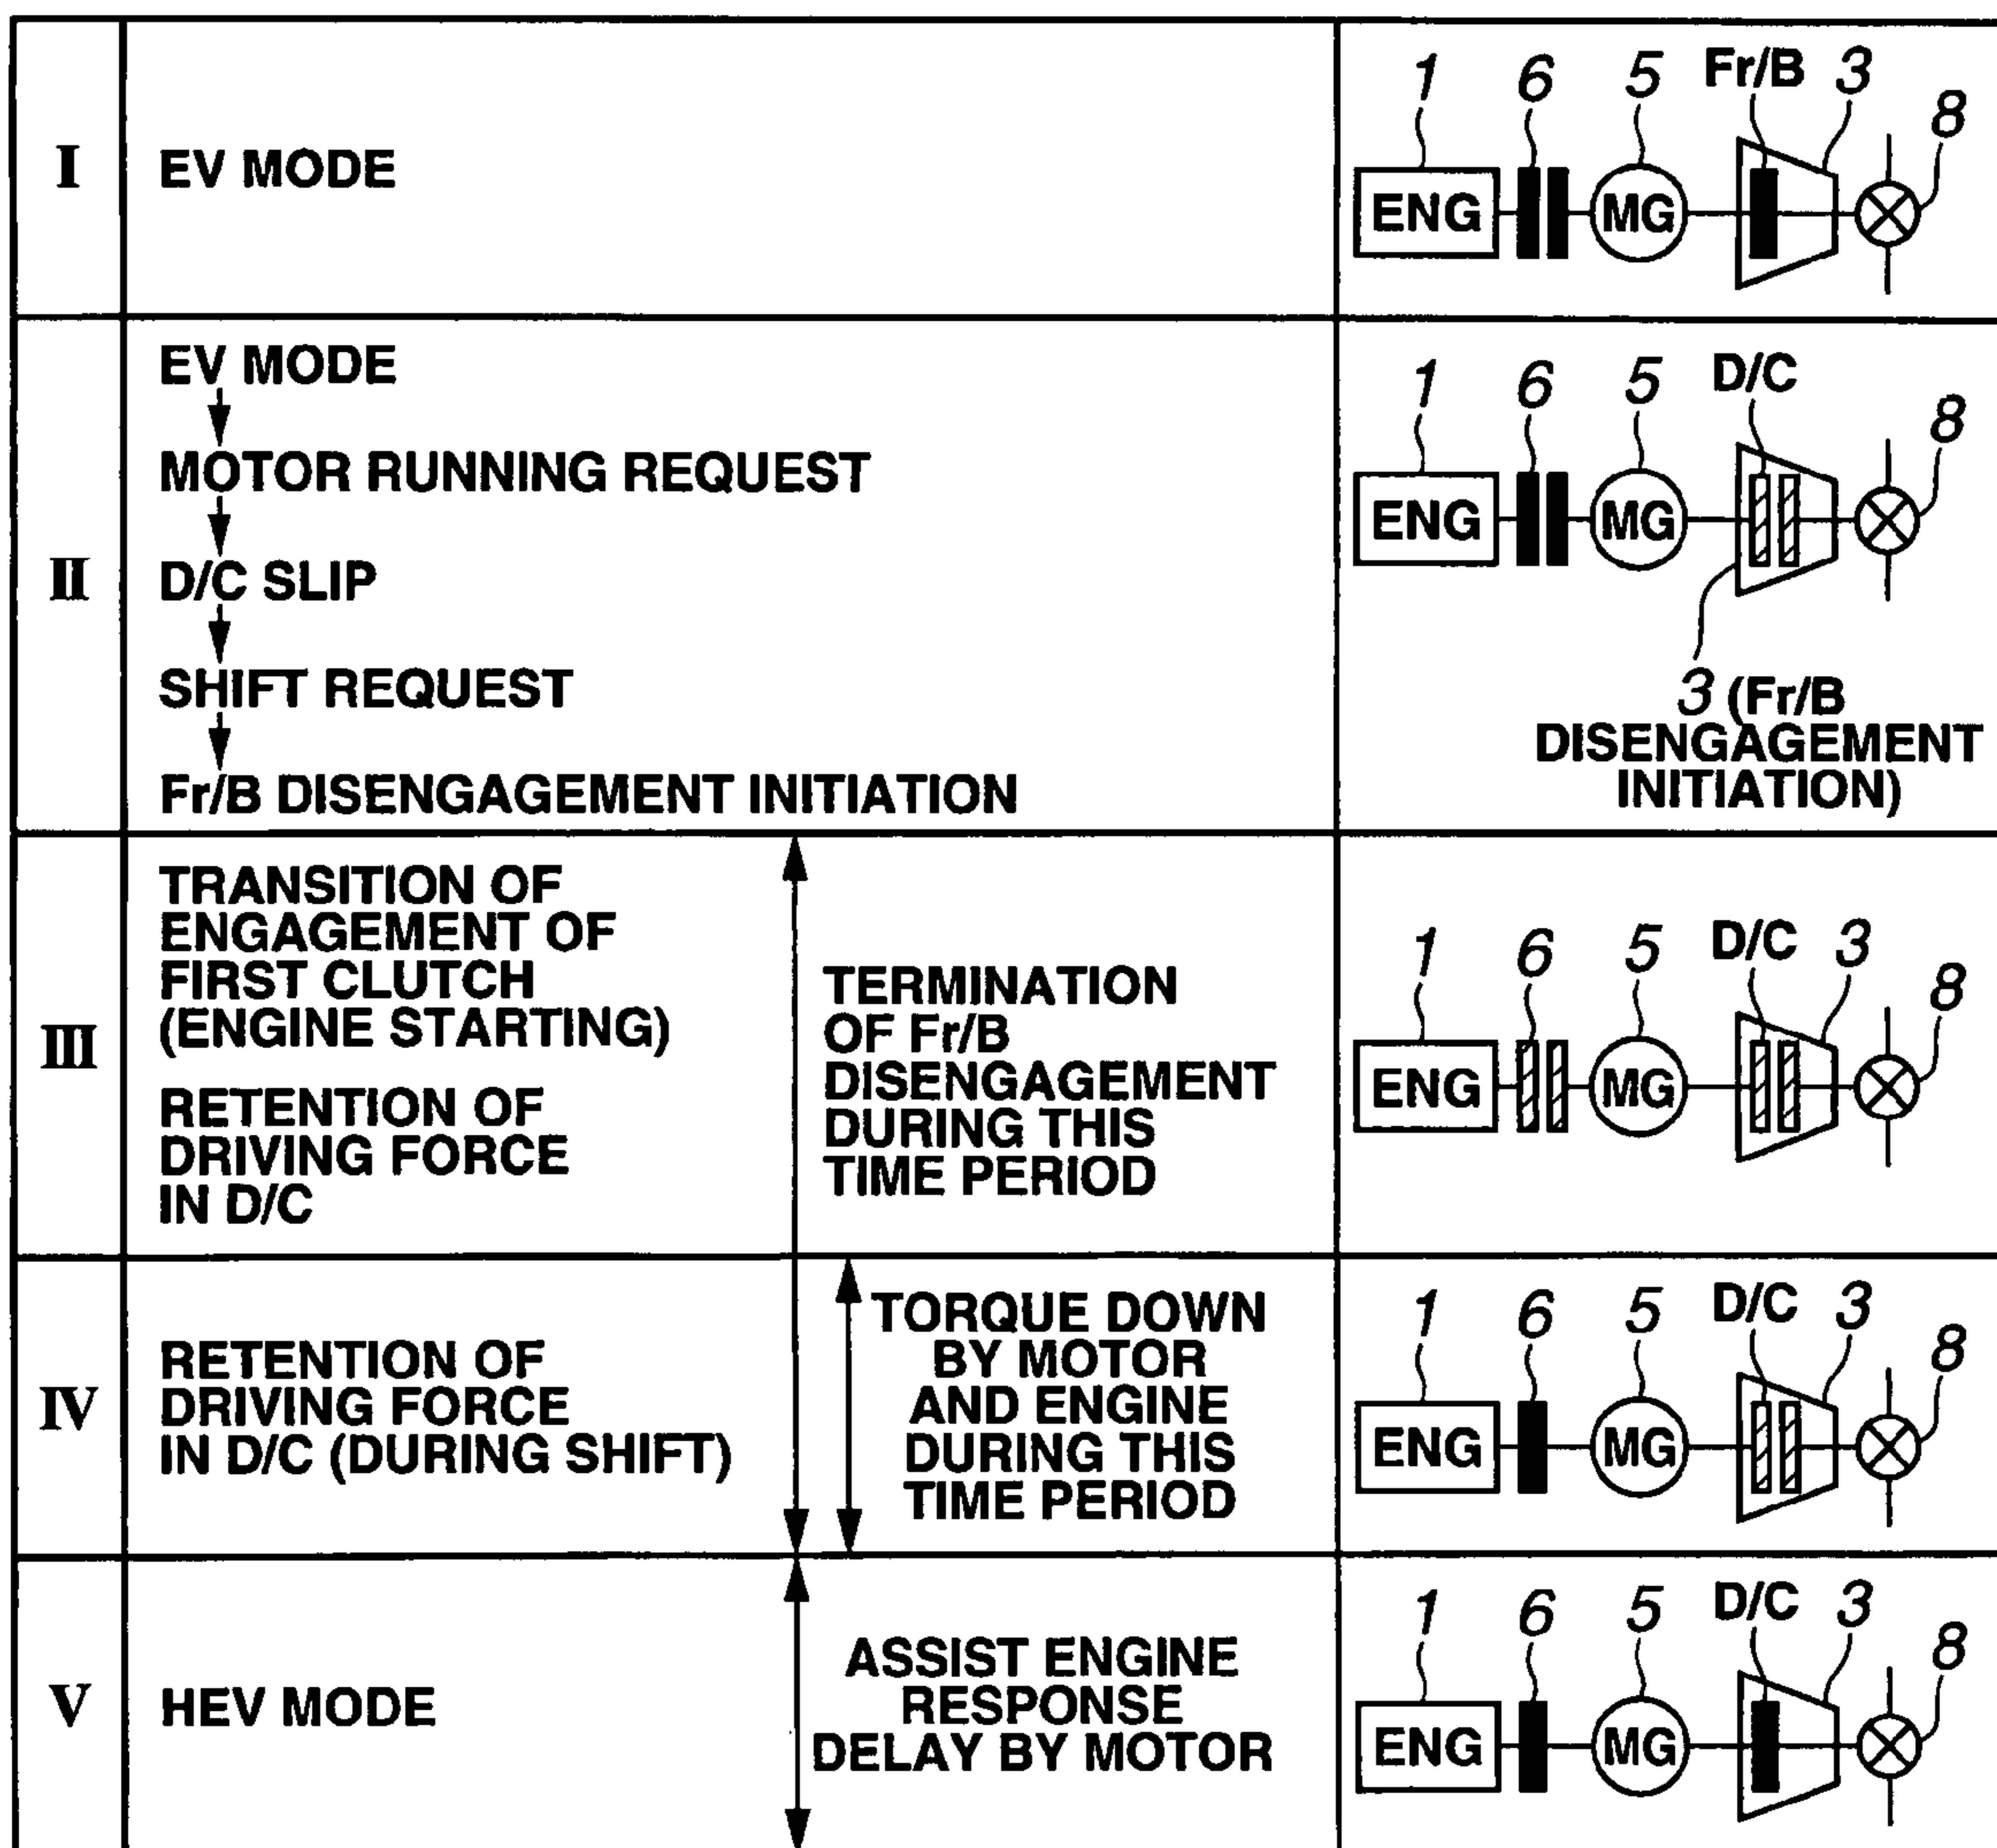 I
EV MODE
1 6 5 Fr/B 3 8
ENG MG
II
EV MODE
MOTOR RUNNING REQUEST
D/C SLIP
SHIFT REQUEST
Fr/B DISENGAGEMENT INITIATION
1 6 5 D/C 8
ENG MG
3 (Fr/B
DISENGAGEMENT
INITIATION)
III
TRANSITION OF
ENGAGEMENT OF
FIRST CLUTCH
(ENGINE STARTING)
RETENTION OF
DRIVING FORCE
IN D/C
TERMINATION
OF Fr/B
DISENGAGEMENT
DURING THIS
TIME PERIOD
1 6 5 D/C 3 8
ENG MG
IV
RETENTION OF
DRIVING FORCE
IN D/C (DURING SHIFT)
TORQUE DOWN
BY MOTOR
AND ENGINE
DURING THIS
TIME PERIOD
1 6 5 D/C 3 8
ENG MG
V
HEV MODE
ASSIST ENGINE
RESPONSE
DELAY BY MOTOR
1 6 5 D/C 3 8
ENG MG